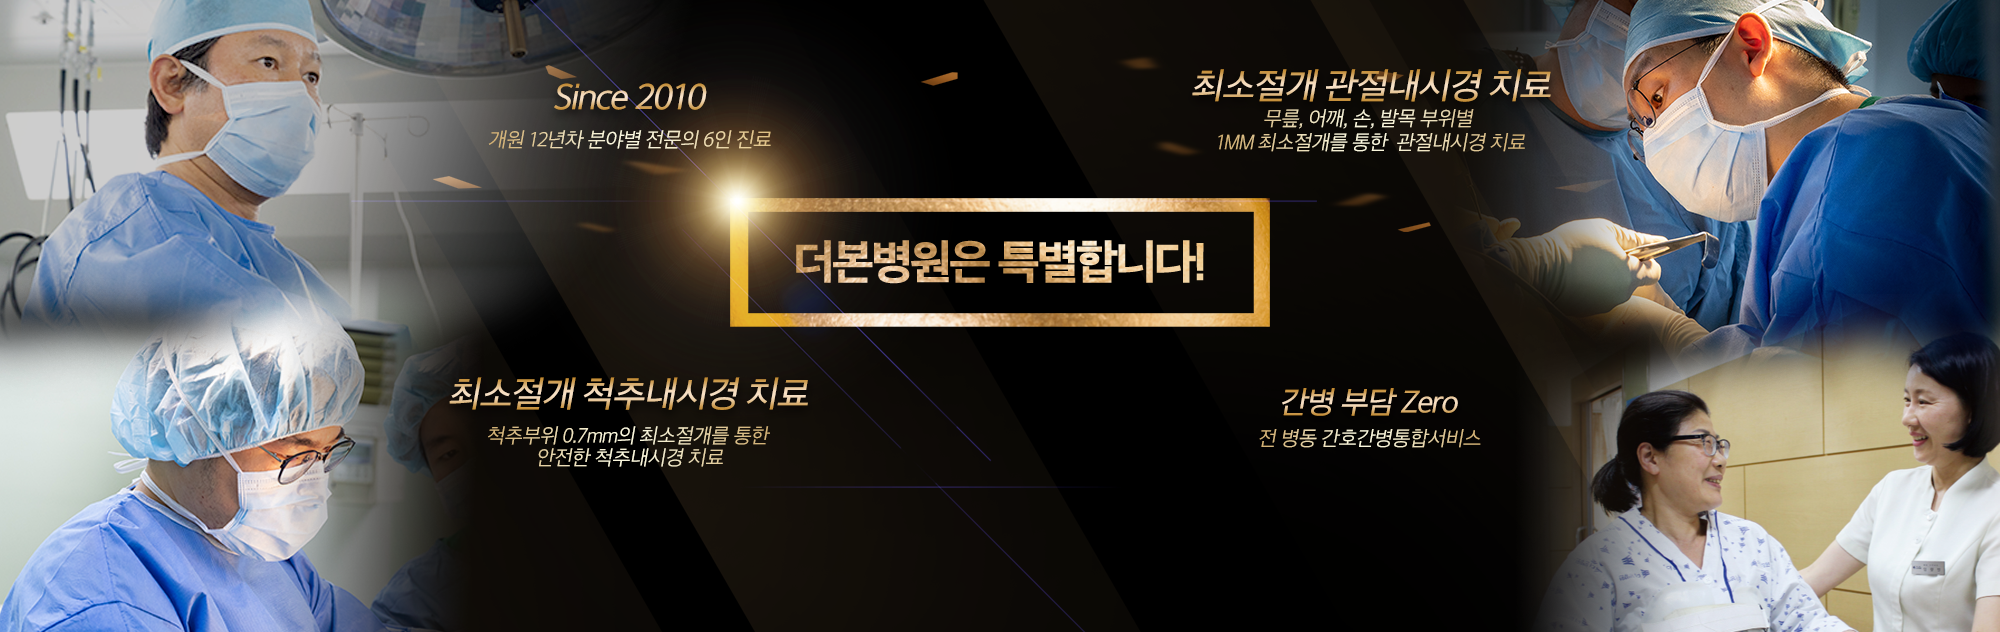 Since 2010
개원 12년차 분야별 전문의 6인 진료
최소절개 관절내시경 치료
무릎, 어깨, 손, 발목 부위별
1MM 최소절개를 통한 관절내시경 치료
더본병원은 특별합니다!
최소절개 척추내시경 치료
척추부위 0.7mm의 최소절개를 통한
안전한 척추내시경 치료
간병 부담 Zero
전 병동 간호간병통합서비스